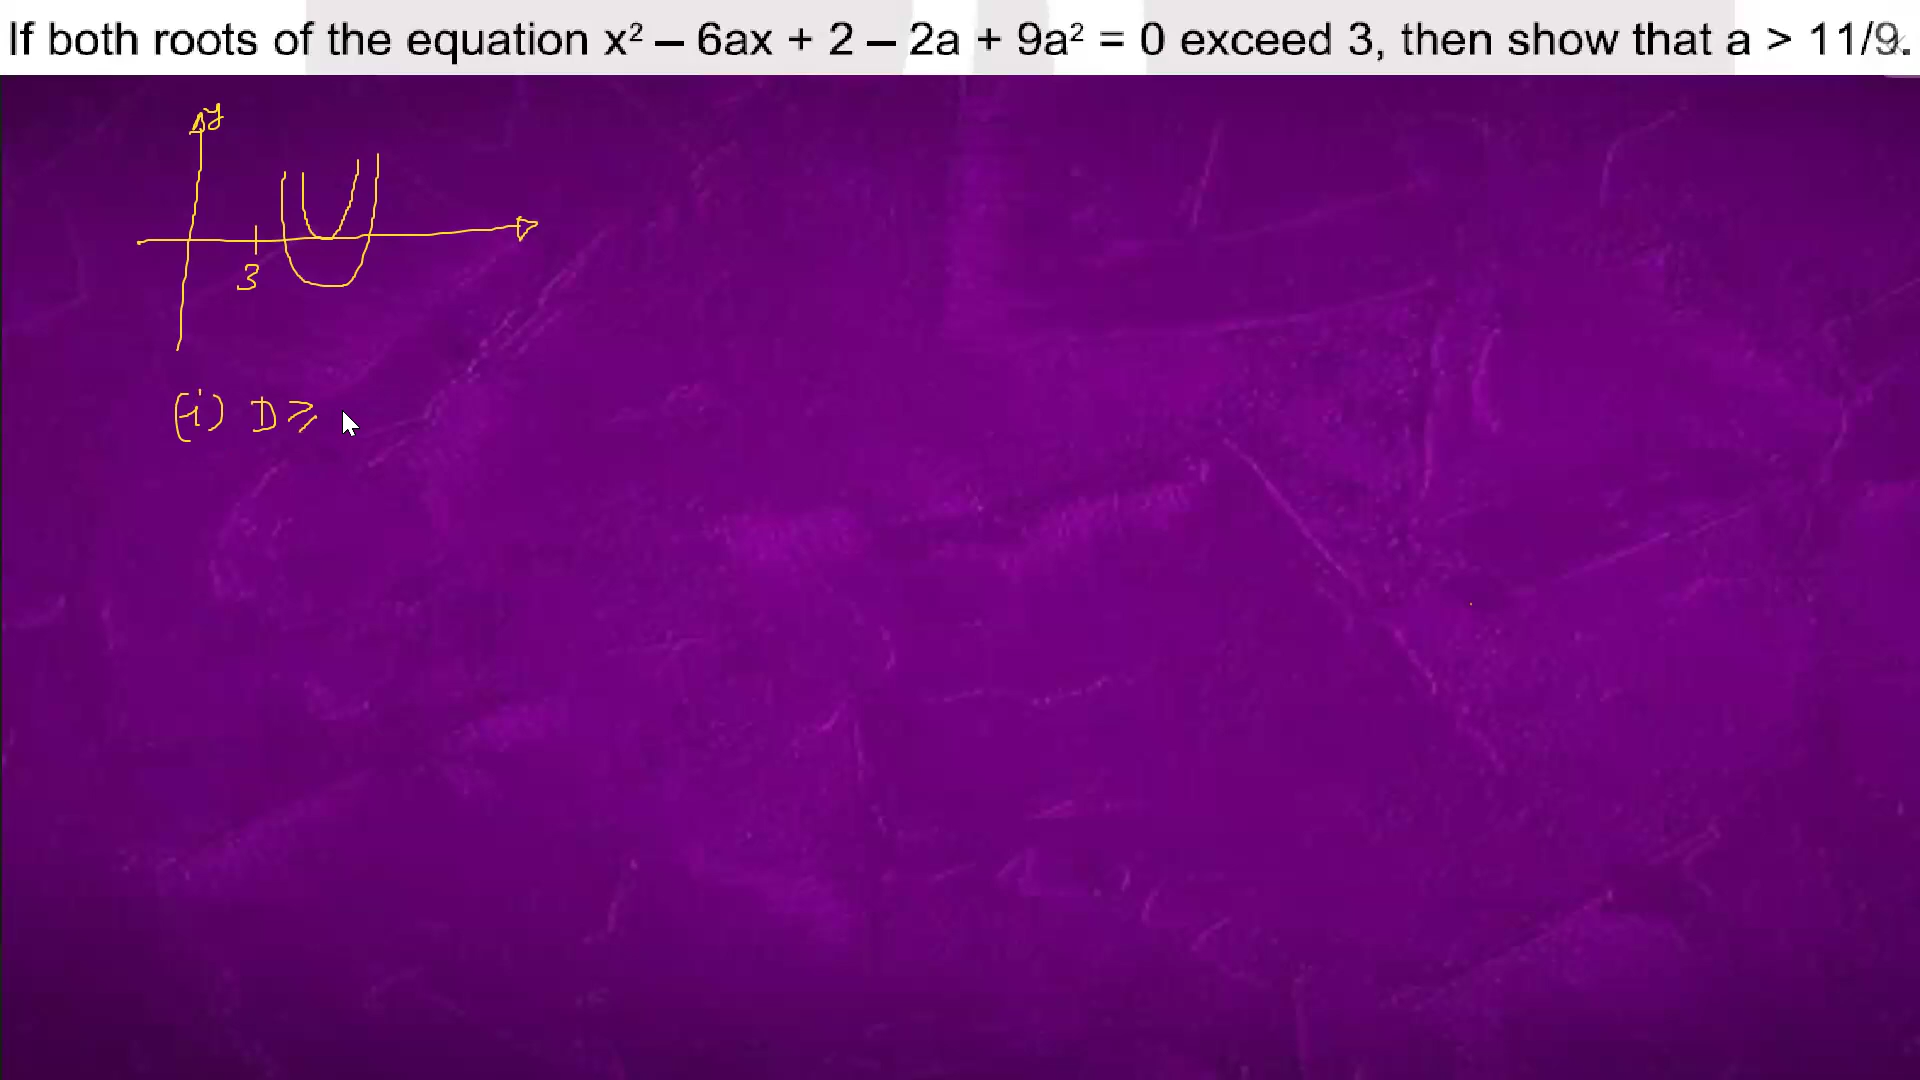 If both roots of the equation x² – 6ax + 2 – 2a + 9a² = 0 exceed 3, then show that a > 11/9.
y
3
(i) D ⩾